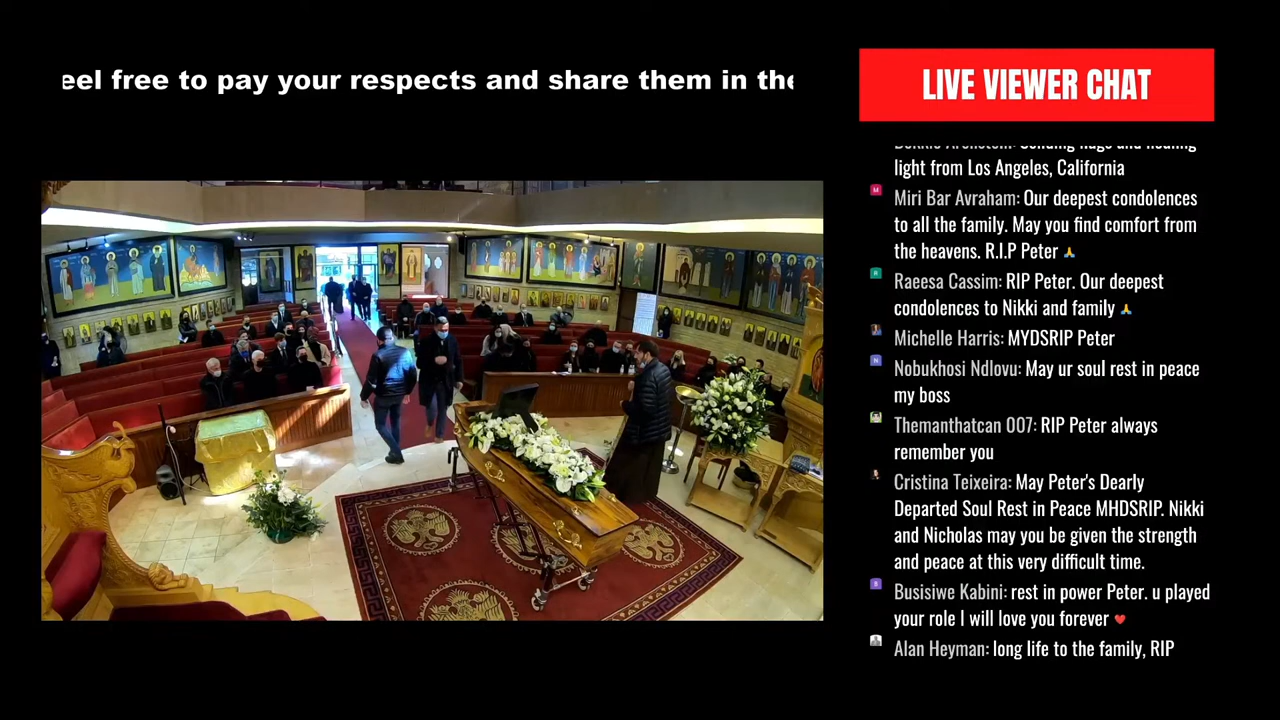 eel free to pay your respects and share them in the
LIVE VIEWER CHAT
light from Los Angeles, California
Miri Bar Avraham: Our deepest condolences
to all the family. May you find comfort from
the heavens. R.I.P Peter 🙏
Raeesa Cassim: RIP Peter. Our deepest
condolences to Nikki and family 🙏
Michelle Harris: MYDSRIP Peter
Nobukhosi Ndlovu: May ur soul rest in peace
my boss
Themanthatcan 007: RIP Peter always
remember you
Cristina Teixeira: May Peter's Dearly
Departed Soul Rest in Peace MHDSRIP. Nikki
and Nicholas may you be given the strength
and peace at this very difficult time.
Busisiwe Kabini: rest in power Peter. u played
your role I will love you forever ❤
Alan Heyman: long life to the family, RIP